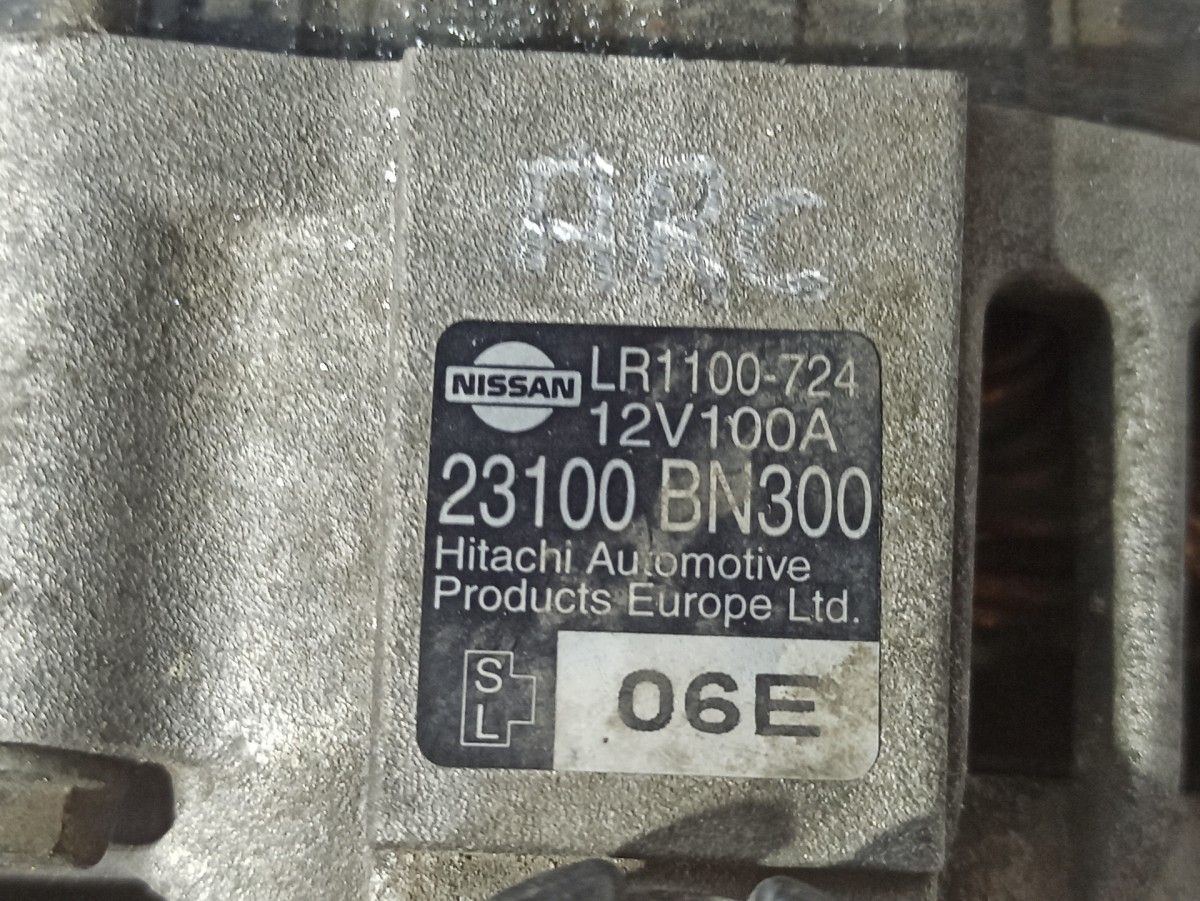 ARC
NISSAN
LR1100-724
12V100A
23100 BN300
Hitachi Automotive
Products Europe Ltd.
S
L
06E